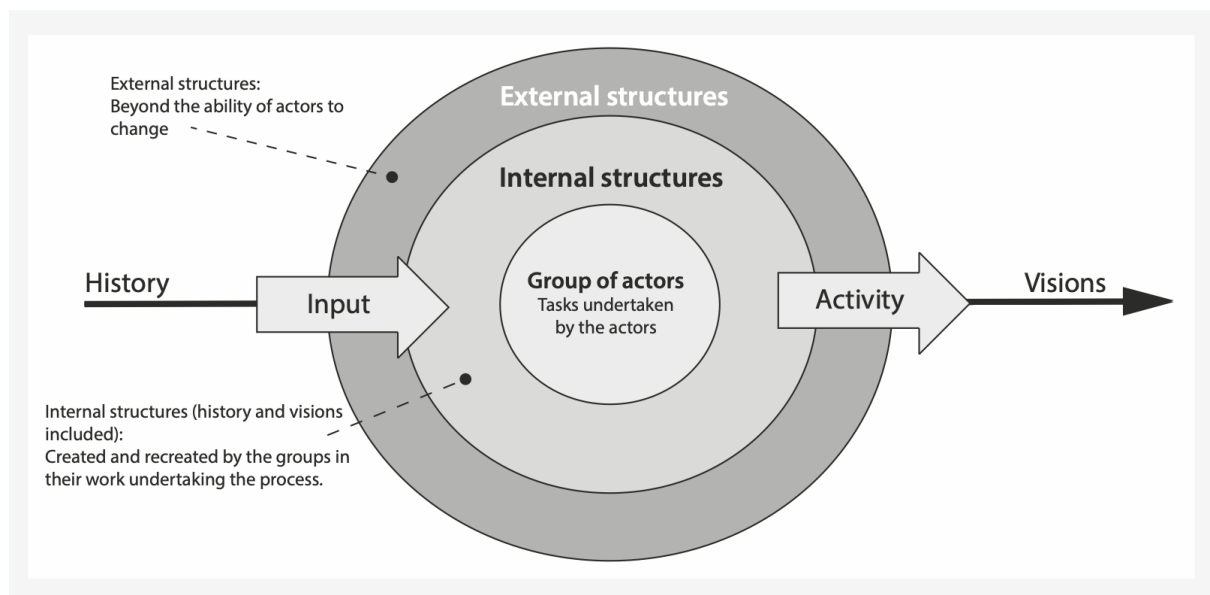 External structures:
Beyond the ability of actors to
change
External structures
Internal structures
Group of actors
Tasks undertaken
by the actors
History
Input
Activity
Visions
Internal structures (history and visions
included):
Created and recreated by the groups in
their work undertaking the process.